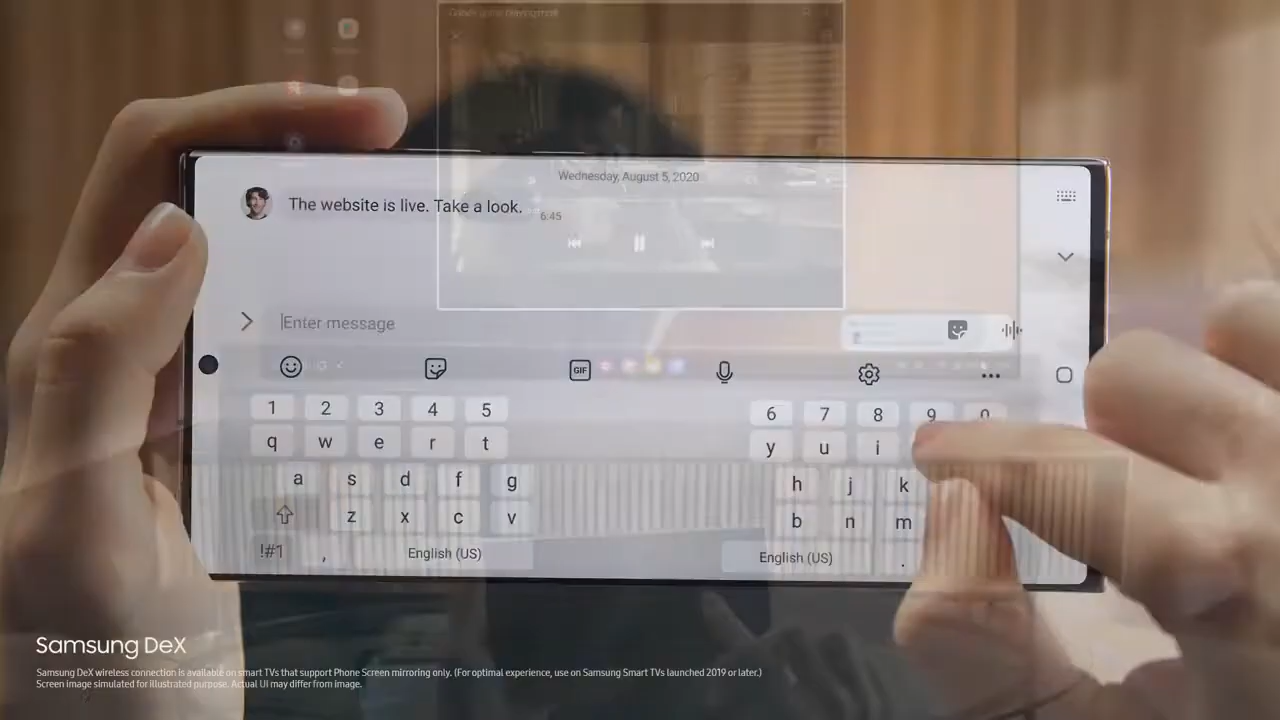 Wednesday, August 5, 2020
The website is live. Take a look.
6:45
Enter message
GIF
1 2 3 4 5 6 7 8 9 0
q w e r t y u i
a s d f g h j k
z x c v b n m
!#1 , English (US) English (US) .
Samsung DeX
Samsung DeX wireless connection is available on smart TVs that support Phone Screen mirroring only. (For optimal experience, use on Samsung Smart TVs launched 2019 or later.)
Screen image simulated for illustrated purpose. Actual UI may differ from image.